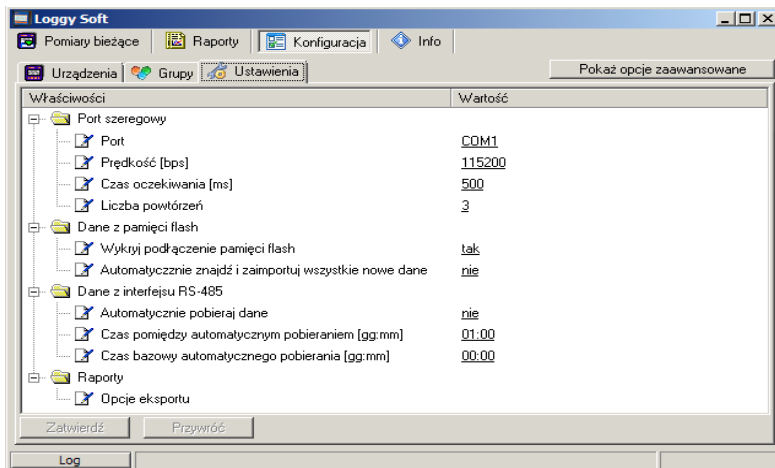 Loggy Soft
Pomiary bieżące Raporty Konfiguracja Info
Urządzenia Grupy Ustawienia Pokaż opcje zaawansowane
Właściwości Wartość
Port szeregowy
Port COM1
Prędkość [bps] 115200
Czas oczekiwania [ms] 500
Liczba powtórzeń 3
Dane z pamięci flash
Wykryj podłączenie pamięci flash tak
Automatycznie znajdź i zaimportuj wszystkie nowe dane nie
Dane z interfejsu RS-485
Automatycznie pobieraj dane nie
Czas pomiędzy automatycznym pobieraniem [gg:mm] 01:00
Czas bazowy automatycznego pobierania [gg:mm] 00:00
Raporty
Opcje eksportu
Zatwierdź Przywróć
Log